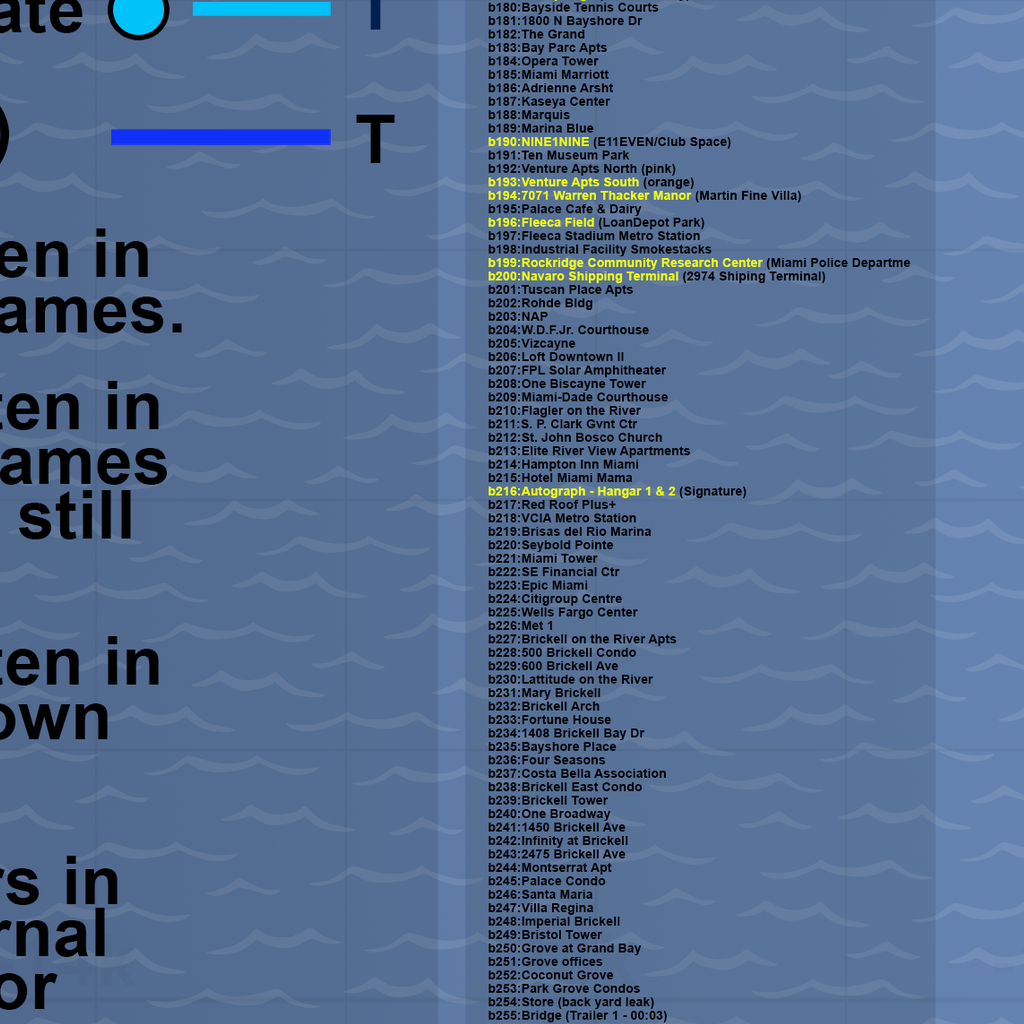 ate
T
en in
ames.
ten in
ames
still
ten in
own
rs in
rnal
or
b180:Bayside Tennis Courts
b181:1800 N Bayshore Dr
b182:The Grand
b183:Bay Parc Apts
b184:Opera Tower
b185:Miami Marriott
b186:Adrienne Arsht
b187:Kaseya Center
b188:Marquis
b189:Marina Blue
b190:NINE1NINE (E11EVEN/Club Space)
b191:Ten Museum Park
b192:Venture Apts North (pink)
b193:Venture Apts South (orange)
b194:7071 Warren Thacker Manor (Martin Fine Villa)
b195:Palace Cafe & Dairy
b196:Fleeca Field (LoanDepot Park)
b197:Fleeca Stadium Metro Station
b198:Industrial Facility Smokestacks
b199:Rockridge Community Research Center (Miami Police Departme
b200:Navaro Shipping Terminal (2974 Shiping Terminal)
b201:Tuscan Place Apts
b202:Rohde Bldg
b203:NAP
b204:W.D.F.Jr. Courthouse
b205:Vizcayne
b206:Loft Downtown II
b207:FPL Solar Amphitheater
b208:One Biscayne Tower
b209:Miami-Dade Courthouse
b210:Flagler on the River
b211:S. P. Clark Gvnt Ctr
b212:St. John Bosco Church
b213:Elite River View Apartments
b214:Hampton Inn Miami
b215:Hotel Miami Mama
b216:Autograph - Hangar 1 & 2 (Signature)
b217:Red Roof Plus+
b218:VCIA Metro Station
b219:Brisas del Rio Marina
b220:Seybold Pointe
b221:Miami Tower
b222:SE Financial Ctr
b223:Epic Miami
b224:Citigroup Centre
b225:Wells Fargo Center
b226:Met 1
b227:Brickell on the River Apts
b228:500 Brickell Condo
b229:600 Brickell Ave
b230:Lattitude on the River
b231:Mary Brickell
b232:Brickell Arch
b233:Fortune House
b234:1408 Brickell Bay Dr
b235:Bayshore Place
b236:Four Seasons
b237:Costa Bella Association
b238:Brickell East Condo
b239:Brickell Tower
b240:One Broadway
b241:1450 Brickell Ave
b242:Infinity at Brickell
b243:2475 Brickell Ave
b244:Montserrat Apt
b245:Palace Condo
b246:Santa Maria
b247:Villa Regina
b248:Imperial Brickell
b249:Bristol Tower
b250:Grove at Grand Bay
b251:Grove offices
b252:Coconut Grove
b253:Park Grove Condos
b254:Store (back yard leak)
b255:Bridge (Trailer 1 - 00:03)